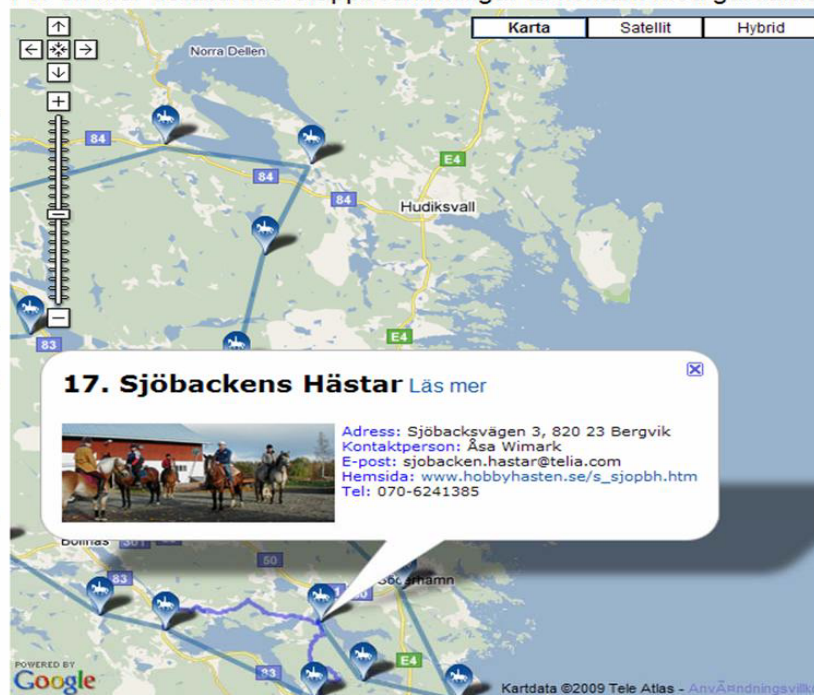 Karta Satellit Hybrid
Norra Dellen
84
E4
84
84
Hudiksvall
E4
83
17. Sjöbackens Hästar Läs mer
Adress: Sjöbacksvägen 3, 820 23 Bergvik
Kontaktperson: Åsa Wimark
E-post: sjobacken.hastar@telia.com
Hemsida: www.hobbyhasten.se/s_sjopbh.htm
Tel: 070-6241385
50
83
E4
83
POWERED BY
Google
Kartdata ©2009 Tele Atlas -